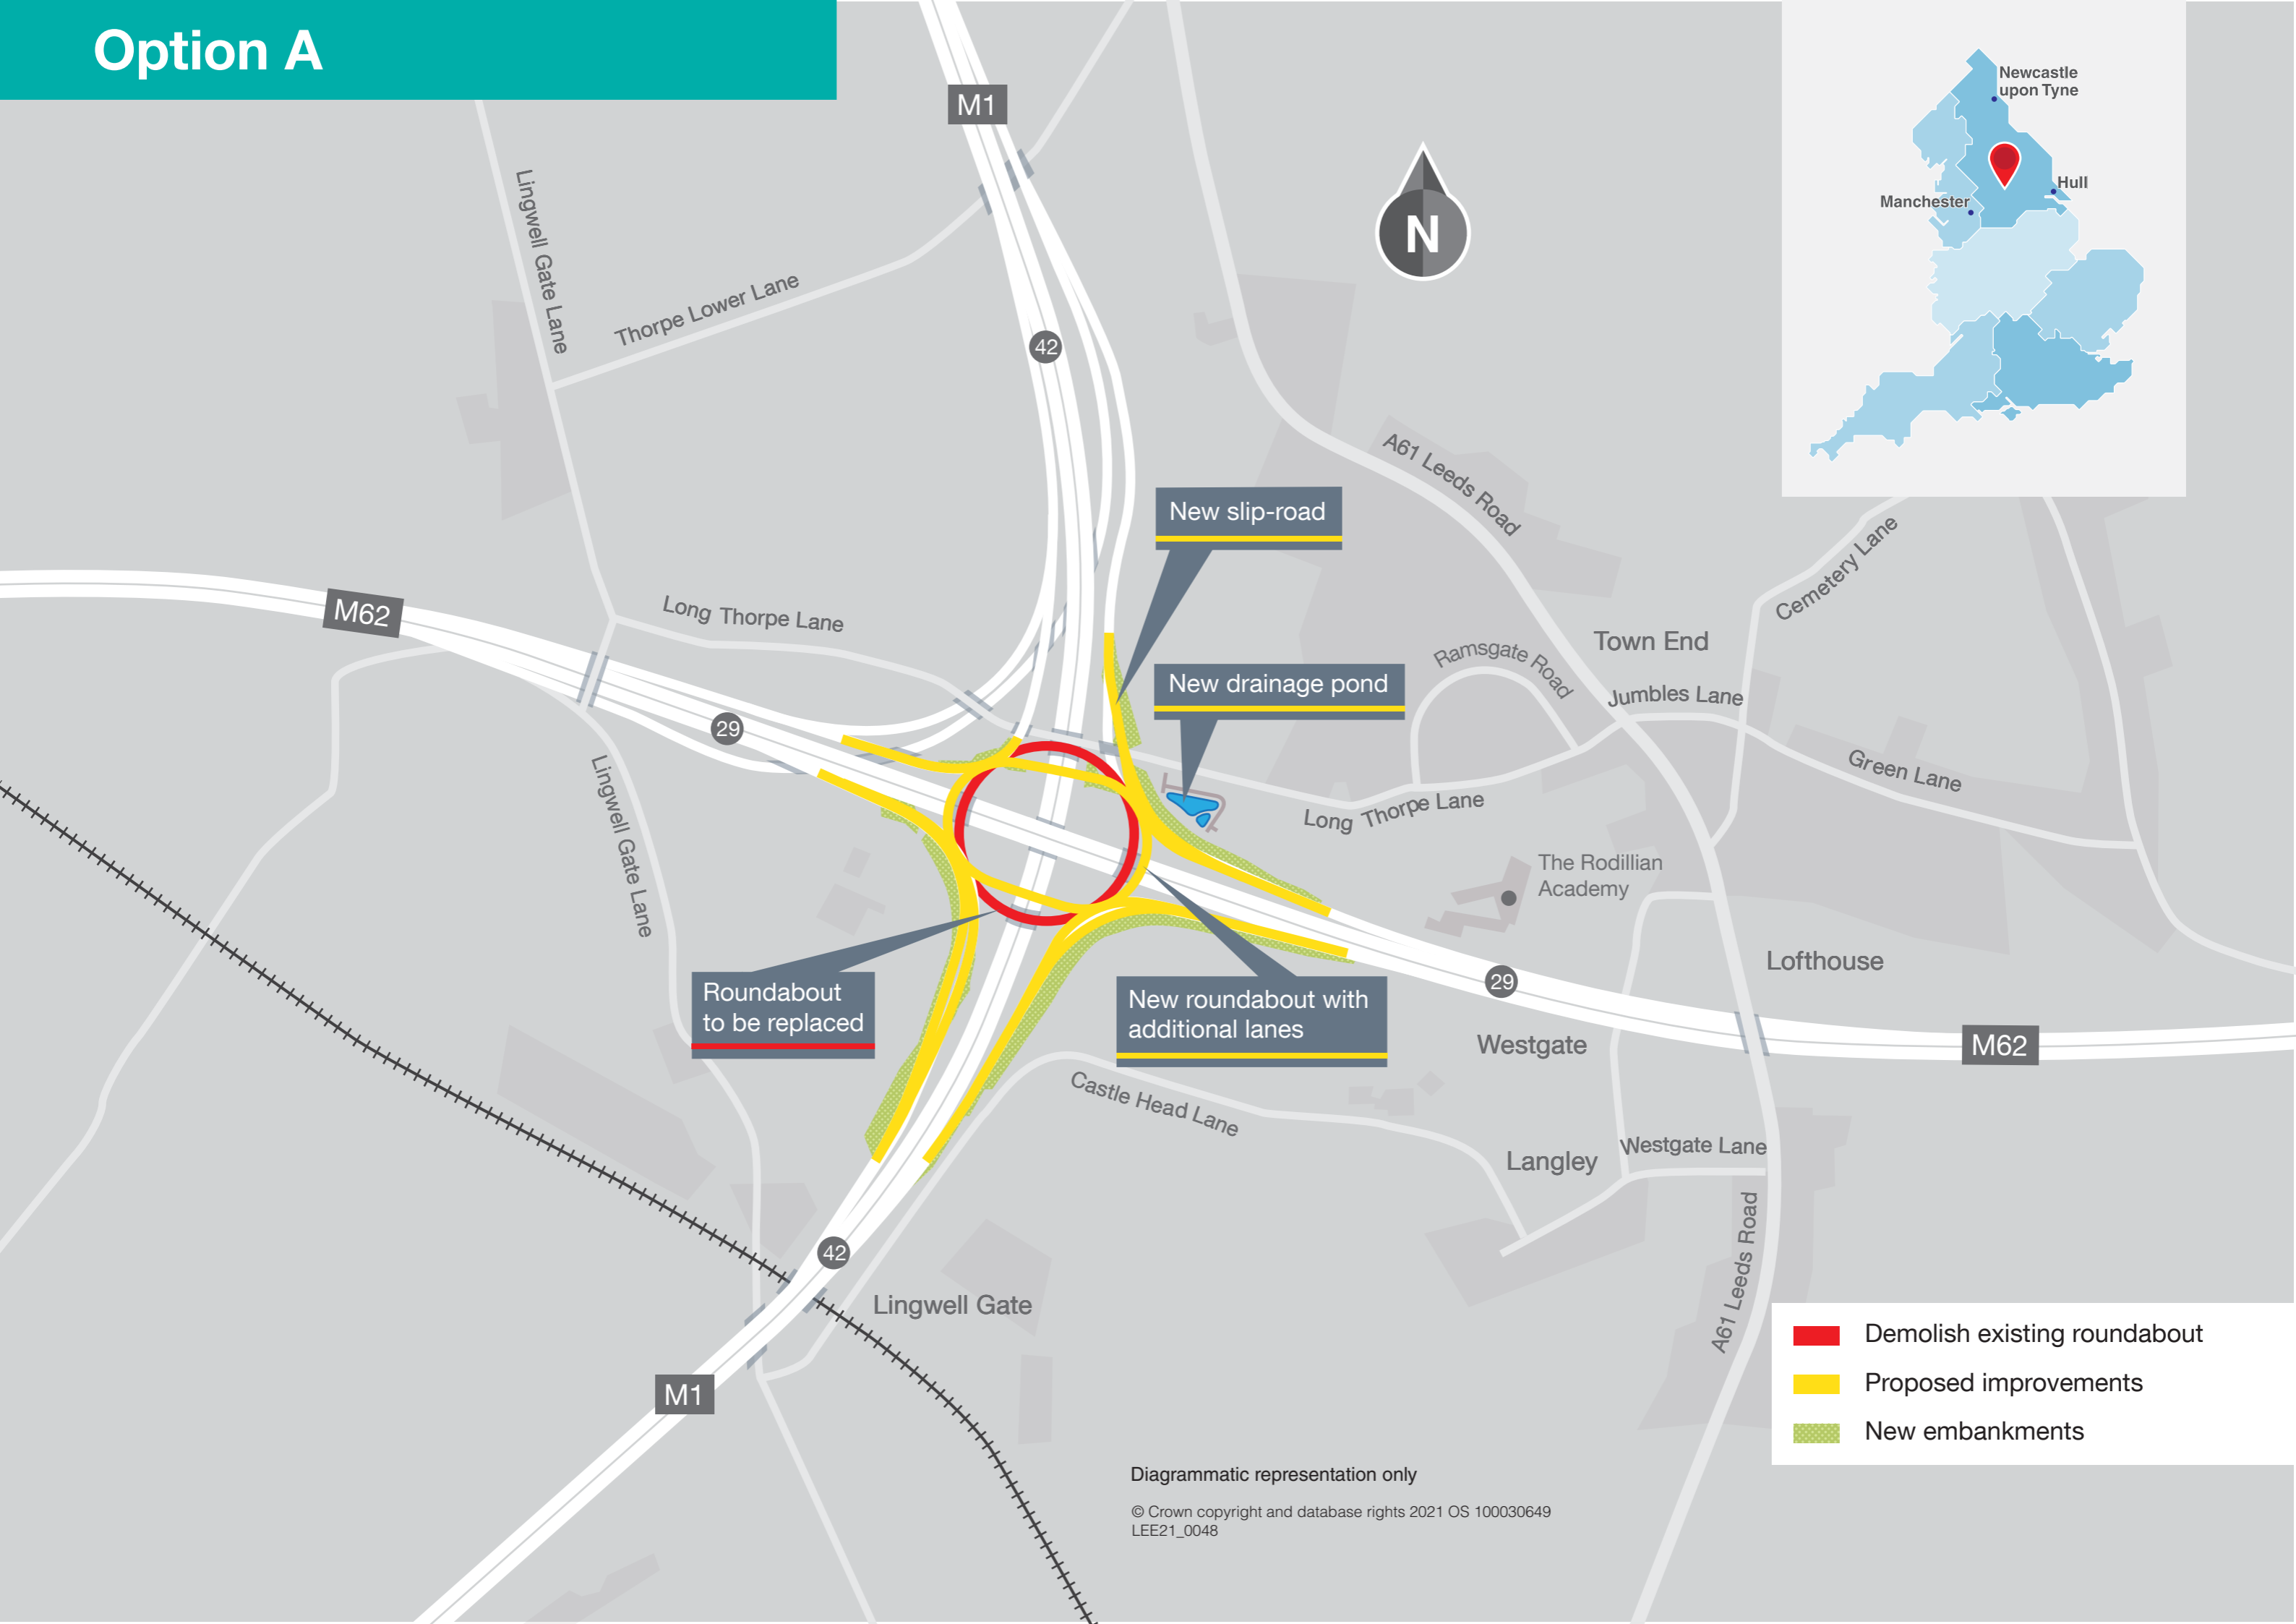 Option A
Newcastle
upon Tyne
Hull
Manchester
M1
Lingwell Gate Lane
Thorpe Lower Lane
N
42
A61 Leeds Road
New slip-road
Cemetery Lane
M62
Long Thorpe Lane
Town End
Ramsgate Road
New drainage pond
Jumbles Lane
29
Green Lane
Lingwell Gate Lane
Long Thorpe Lane
The Rodillian
Academy
Lofthouse
29
Roundabout
to be replaced
New roundabout with
additional lanes
Westgate
M62
Castle Head Lane
Westgate Lane
Langley
42
A61 Leeds Road
Lingwell Gate
M1
Demolish existing roundabout
Proposed improvements
New embankments
Diagrammatic representation only
© Crown copyright and database rights 2021 OS 100030649
LEE21_0048